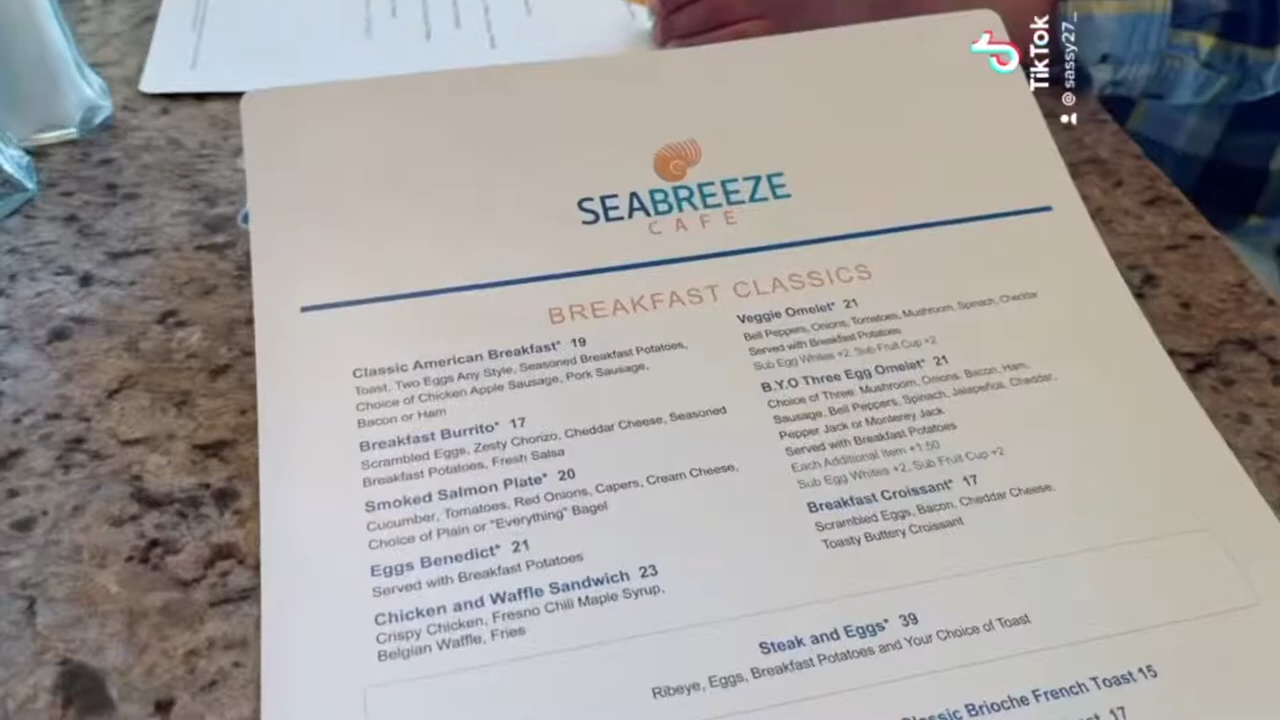 TikTok
@sassy27_
SEABREEZE
CAFE
BREAKFAST CLASSICS
Classic American Breakfast* 19
Toast, Two Eggs Any Style, Seasoned Breakfast Potatoes,
Choice of Chicken Apple Sausage, Pork Sausage,
Bacon or Ham
Breakfast Burrito* 17
Scrambled Eggs, Zesty Chorizo, Cheddar Cheese, Seasoned
Breakfast Potatoes, Fresh Salsa
Smoked Salmon Plate* 20
Cucumber, Tomatoes, Red Onions, Capers, Cream Cheese,
Choice of Plain or "Everything" Bagel
Eggs Benedict* 21
Served with Breakfast Potatoes
Chicken and Waffle Sandwich 23
Crispy Chicken, Fresno Chili Maple Syrup,
Belgian Waffle, Fries
Veggie Omelet* 21
Bell Peppers, Onions, Tomatoes, Mushroom, Spinach, Cheddar
Served with Breakfast Potatoes
Sub Egg Whites +2, Sub Fruit Cup +2
B.Y.O Three Egg Omelet* 21
Choice of Three: Mushroom, Onions, Bacon, Ham,
Sausage, Bell Peppers, Spinach, Jalapeños, Cheddar,
Pepper Jack or Monterey Jack
Served with Breakfast Potatoes
Each Additional Item +1.50
Sub Egg Whites +2, Sub Fruit Cup +2
Breakfast Croissant* 17
Scrambled Eggs, Bacon, Cheddar Cheese,
Toasty Buttery Croissant
Steak and Eggs* 39
Ribeye, Eggs, Breakfast Potatoes and Your Choice of Toast
Classic Brioche French Toast 15
17